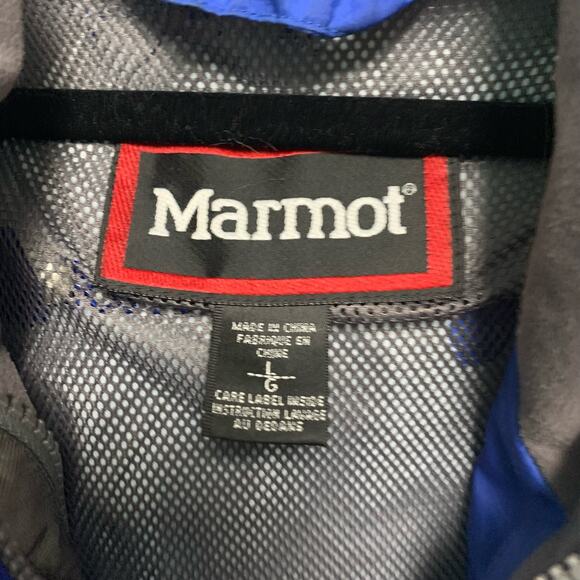 Marmot®
MADE IN CHINA
FABRIQUE EN
CHINE
L
G
CARE LABEL INSIDE
INSTRUCTION LAVAGE
AU DEDANS